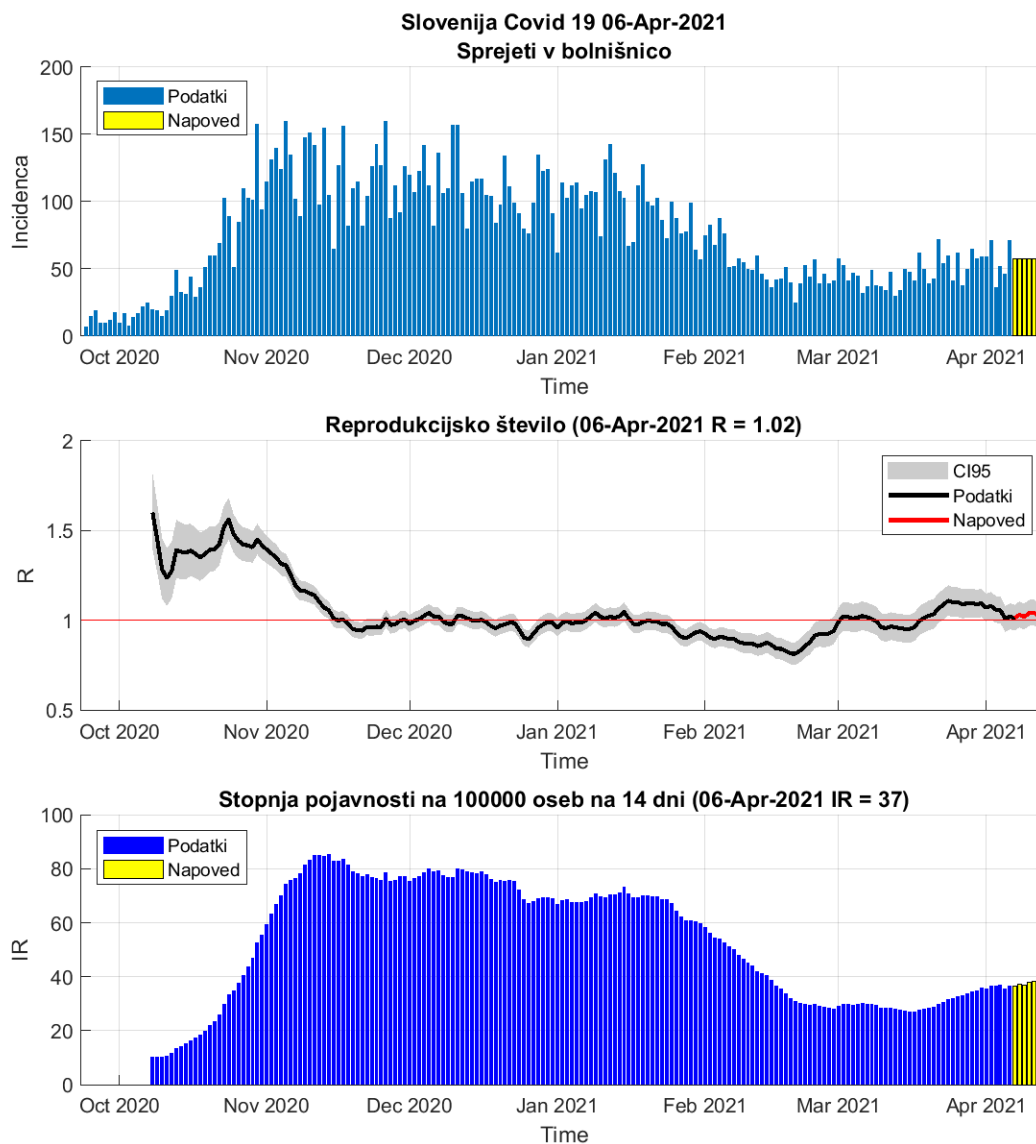 Slovenija Covid 19 06-Apr-2021
Sprejeti v bolnišnico
200
150
100
50
0
Incidenca
Podatki
Napoved
Oct 2020 Nov 2020 Dec 2020 Jan 2021 Feb 2021 Mar 2021 Apr 2021
Time
Reprodukcijsko število (06-Apr-2021 R = 1.02)
2
1.5
1
0.5
R
CI95
Podatki
Napoved
Oct 2020 Nov 2020 Dec 2020 Jan 2021 Feb 2021 Mar 2021 Apr 2021
Time
Stopnja pojavnosti na 100000 oseb na 14 dni (06-Apr-2021 IR = 37)
100
80
60
40
20
0
IR
Podatki
Napoved
Oct 2020 Nov 2020 Dec 2020 Jan 2021 Feb 2021 Mar 2021 Apr 2021
Time